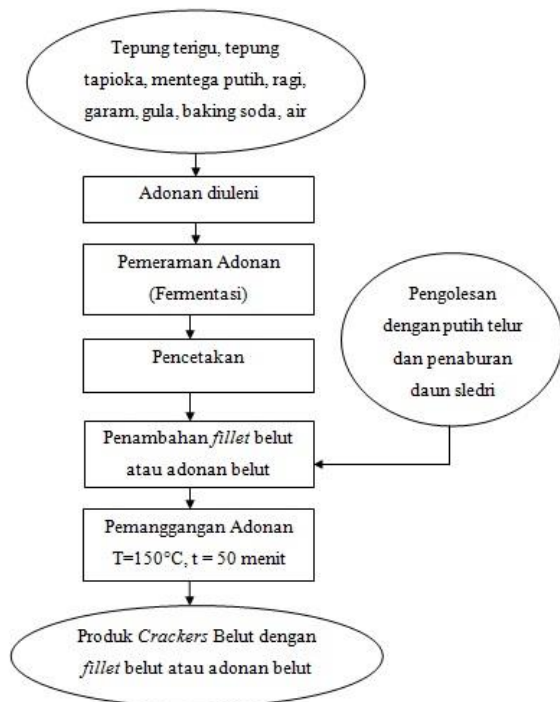 Tepung terigu, tepung
tapioka, mentega putih, ragi,
garam, gula, baking soda, air
Adonan diuleni
Pemeraman Adonan
(Fermentasi)
Pencetakan
Pengolesan
dengan putih telur
dan penaburan
daun sledri
Penambahan fillet belut
atau adonan belut
Pemanggangan Adonan
T=150°C, t = 50 menit
Produk Crackers Belut dengan
fillet belut atau adonan belut